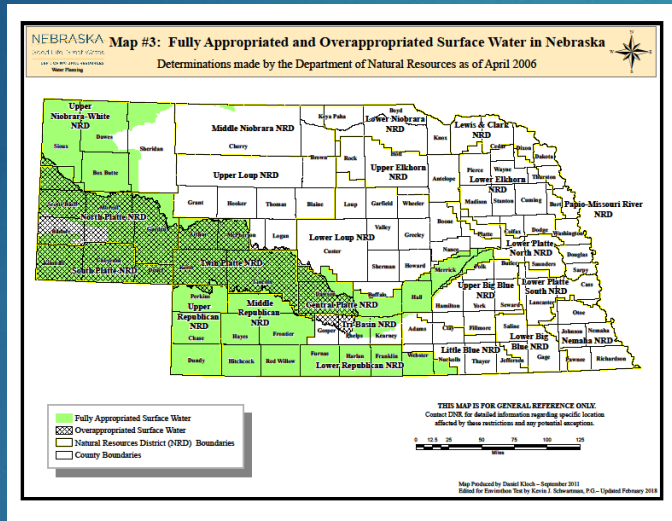 NEBRASKA
Good Life. Great Water.
DEPT. OF NATURAL RESOURCES
Water Planning
Map #3: Fully Appropriated and Overappropriated Surface Water in Nebraska
Determinations made by the Department of Natural Resources as of April 2006
N
Upper
Niobrara-White
NRD
Sioux
Dawes
Sheridan
Box Butte
Middle Niobrara NRD
Cherry
Keya Paha
Boyd
Lower Niobrara
NRD
Brown
Rock
Holt
Knox
Lewis & Clark
NRD
Cedar
Dixon
Dakota
Upper Loup NRD
Upper Elkhorn
NRD
Antelope
Pierce
Wayne
Thurston
Lower Elkhorn
NRD
Madison
Stanton
Cuming
Burt
Papio-Missouri River
NRD
Grant
Hooker
Thomas
Blaine
Loup
Garfield
Wheeler
North Platte NRD
South Platte NRD
Twin Platte NRD
Logan
Lower Loup NRD
Custer
Valley
Greeley
Sherman
Howard
Boone
Nance
Platte
Colfax
Dodge
Washington
Lower Platte
North NRD
Merrick
Polk
Butler
Saunders
Douglas
Sarpy
Perkins
Upper
Republican
NRD
Chase
Dundy
Middle
Republican
NRD
Hayes
Frontier
Hitchcock
Red Willow
Central Platte NRD
Buffalo
Hall
Tri-Basin NRD
Gosper
Phelps
Kearney
Furnas
Harlan
Franklin
Webster
Lower Republican NRD
Upper Big Blue
NRD
Hamilton
York
Seward
Lower Platte
South NRD
Lancaster
Cass
Otoe
Adams
Clay
Fillmore
Saline
Little Blue NRD
Nuckolls
Thayer
Jefferson
Lower Big
Blue NRD
Gage
Johnson
Nemaha
Nemaha NRD
Pawnee
Richardson
Fully Appropriated Surface Water
Overappropriated Surface Water
Natural Resources District (NRD) Boundaries
County Boundaries
THIS MAP IS FOR GENERAL REFERENCE ONLY.
Contact DNR for detailed information regarding specific location
affected by these restrictions and any potential exceptions.
0 12.5 25 50 75 100 125
Miles
Map Produced by Daniel Kloch – September 2011
Edited for Envirothon Test by Kevin J. Schwartman, P.G. – Updated February 2018